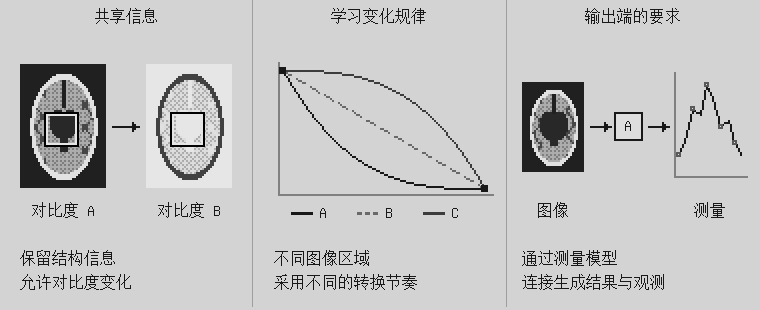 共享信息
对比度 A
对比度 B
保留结构信息
允许对比度变化
学习变化规律
A
B
C
不同图像区域
采用不同的转换节奏
输出端的要求
A
图像
测量
通过测量模型
连接生成结果与观测